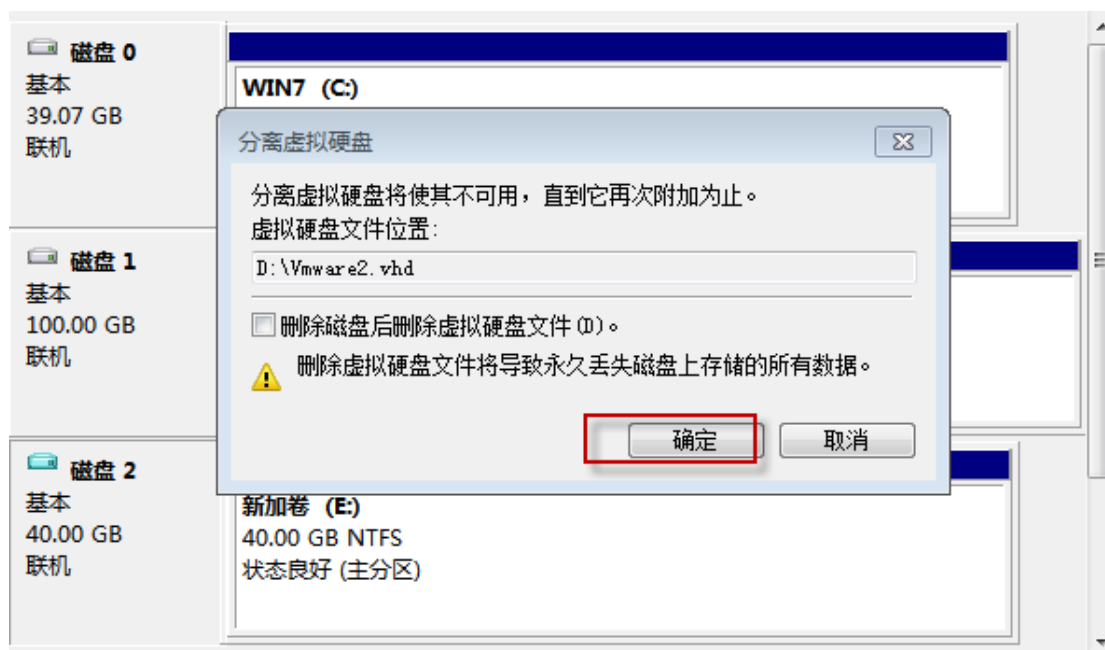 磁盘 0
基本
39.07 GB
联机
WIN7 (C:)
分离虚拟硬盘
分离虚拟硬盘将使其不可用，直到它再次附加为止。
虚拟硬盘文件位置:
D:\Vmware2.vhd
删除磁盘后删除虚拟硬盘文件(D)。
删除虚拟硬盘文件将导致永久丢失磁盘上存储的所有数据。
确定
取消
磁盘 1
基本
100.00 GB
联机
磁盘 2
基本
40.00 GB
联机
新加卷 (E:)
40.00 GB NTFS
状态良好 (主分区)